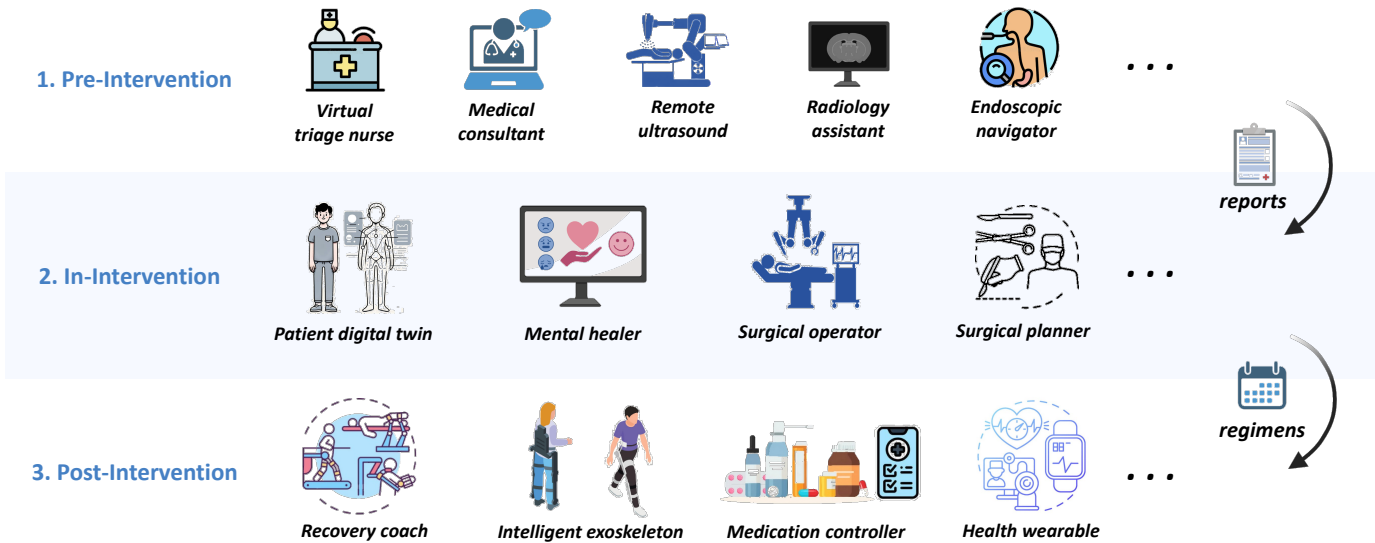 1. Pre-Intervention
Virtual
triage nurse
Medical
consultant
Remote
ultrasound
Radiology
assistant
Endoscopic
navigator
. . .
reports
2. In-Intervention
Patient digital twin
Mental healer
Surgical operator
Surgical planner
. . .
regimens
3. Post-Intervention
Recovery coach
Intelligent exoskeleton
Medication controller
Health wearable
. . .